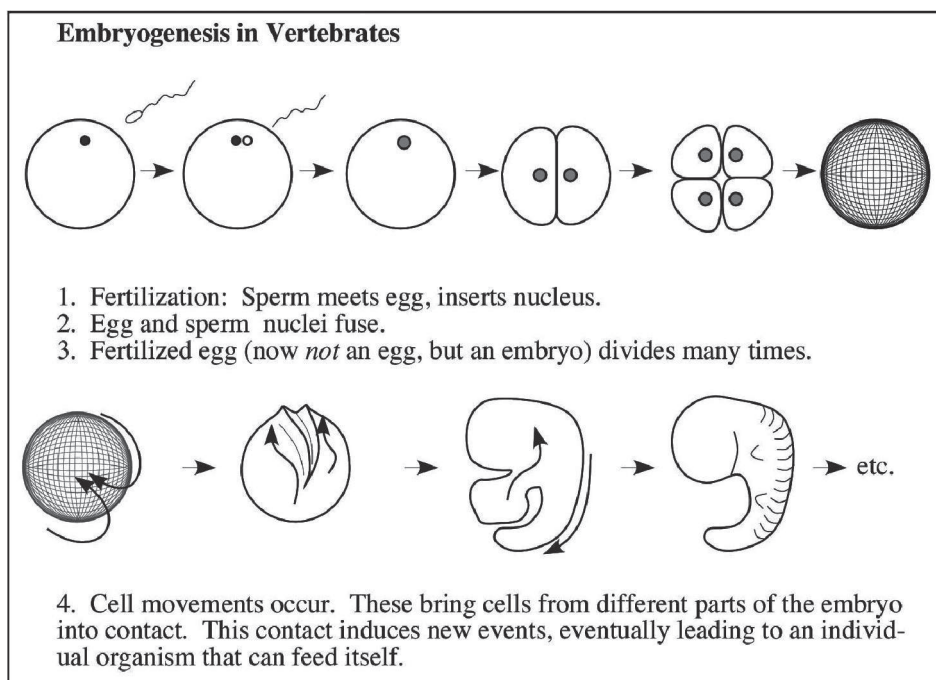 Embryogenesis in Vertebrates
1. Fertilization: Sperm meets egg, inserts nucleus.
2. Egg and sperm nuclei fuse.
3. Fertilized egg (now not an egg, but an embryo) divides many times.
etc.
4. Cell movements occur. These bring cells from different parts of the embryo
into contact. This contact induces new events, eventually leading to an individ-
ual organism that can feed itself.